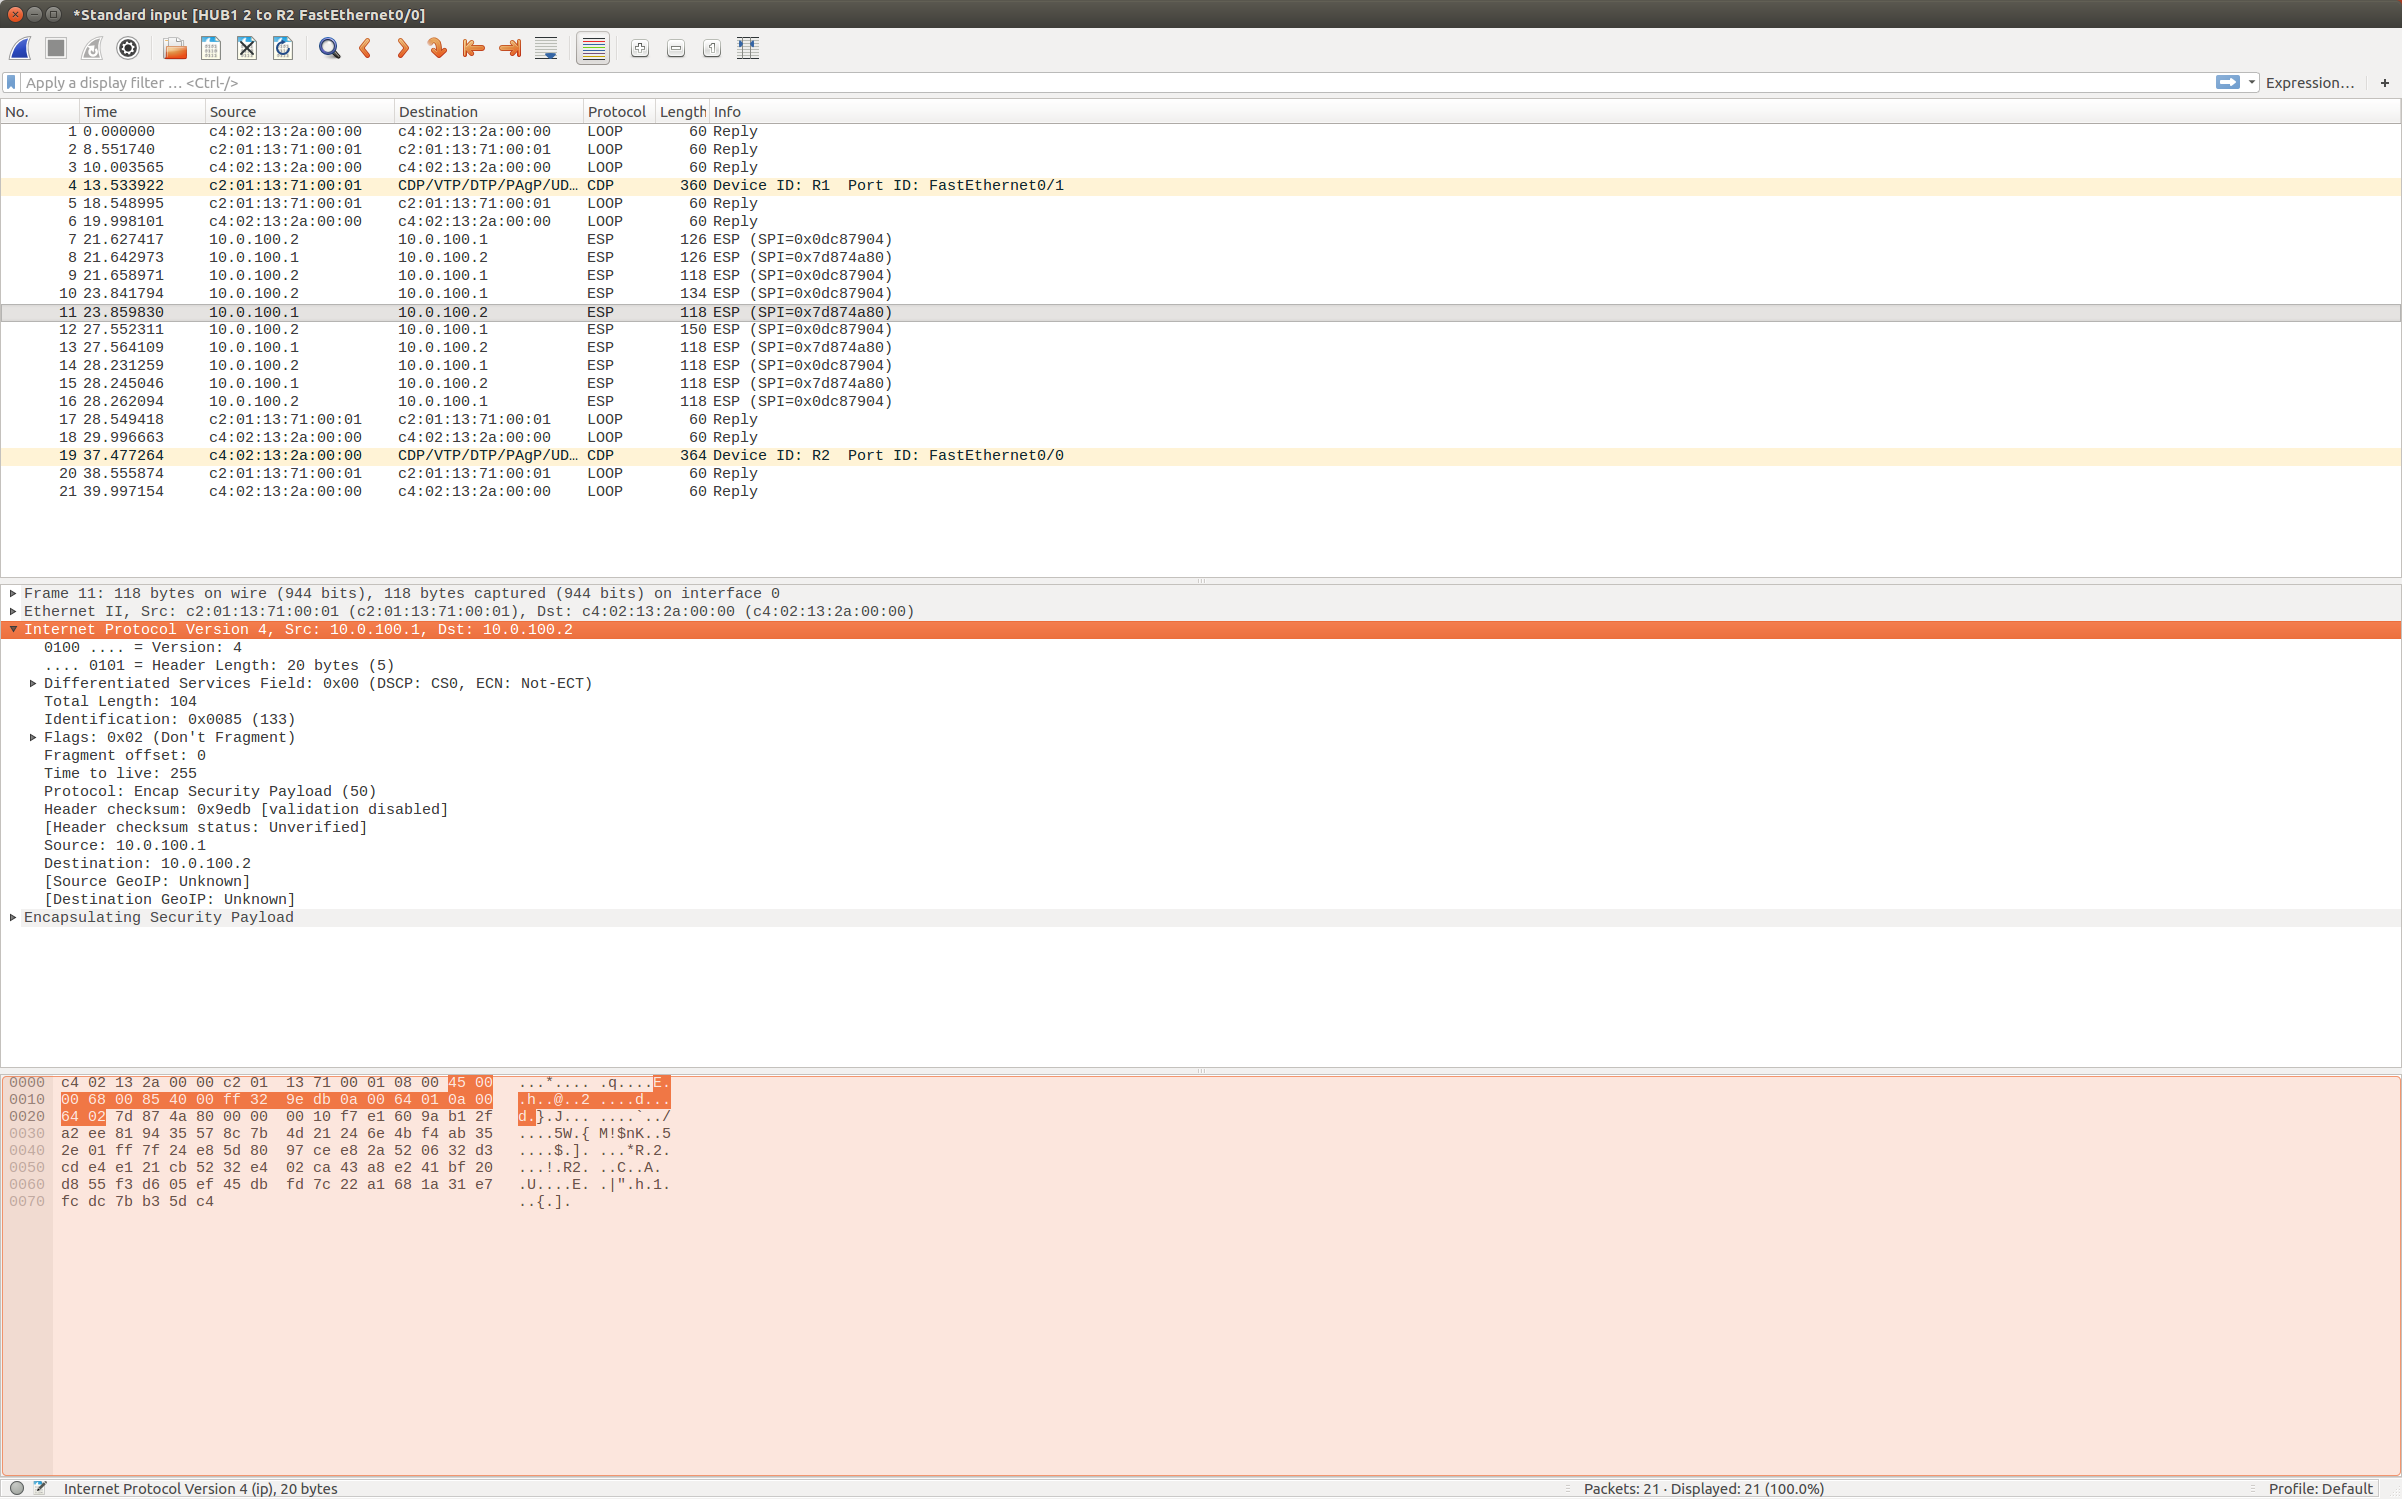 *Standard input [HUB1 2 to R2 FastEthernet0/0]
Apply a display filter … <Ctrl-/>
Expression… +
No. Time Source Destination Protocol Length Info
1 0.000000 c4:02:13:2a:00:00 c4:02:13:2a:00:00 LOOP 60 Reply
2 8.551740 c2:01:13:71:00:01 c2:01:13:71:00:01 LOOP 60 Reply
3 10.003565 c4:02:13:2a:00:00 c4:02:13:2a:00:00 LOOP 60 Reply
4 13.533922 c2:01:13:71:00:01 CDP/VTP/DTP/PAgP/UD… CDP 360 Device ID: R1  Port ID: FastEthernet0/1
5 18.548995 c2:01:13:71:00:01 c2:01:13:71:00:01 LOOP 60 Reply
6 19.998101 c4:02:13:2a:00:00 c4:02:13:2a:00:00 LOOP 60 Reply
7 21.627417 10.0.100.2 10.0.100.1 ESP 126 ESP (SPI=0x0dc87904)
8 21.642973 10.0.100.1 10.0.100.2 ESP 126 ESP (SPI=0x7d874a80)
9 21.658971 10.0.100.2 10.0.100.1 ESP 118 ESP (SPI=0x0dc87904)
10 23.841794 10.0.100.2 10.0.100.1 ESP 134 ESP (SPI=0x0dc87904)
11 23.859830 10.0.100.1 10.0.100.2 ESP 118 ESP (SPI=0x7d874a80)
12 27.552311 10.0.100.2 10.0.100.1 ESP 150 ESP (SPI=0x0dc87904)
13 27.564109 10.0.100.1 10.0.100.2 ESP 118 ESP (SPI=0x7d874a80)
14 28.231259 10.0.100.2 10.0.100.1 ESP 118 ESP (SPI=0x0dc87904)
15 28.245046 10.0.100.1 10.0.100.2 ESP 118 ESP (SPI=0x7d874a80)
16 28.262094 10.0.100.2 10.0.100.1 ESP 118 ESP (SPI=0x0dc87904)
17 28.549418 c2:01:13:71:00:01 c2:01:13:71:00:01 LOOP 60 Reply
18 29.996663 c4:02:13:2a:00:00 c4:02:13:2a:00:00 LOOP 60 Reply
19 37.477264 c4:02:13:2a:00:00 CDP/VTP/DTP/PAgP/UD… CDP 364 Device ID: R2  Port ID: FastEthernet0/0
20 38.555874 c2:01:13:71:00:01 c2:01:13:71:00:01 LOOP 60 Reply
21 39.997154 c4:02:13:2a:00:00 c4:02:13:2a:00:00 LOOP 60 Reply
Frame 11: 118 bytes on wire (944 bits), 118 bytes captured (944 bits) on interface 0
Ethernet II, Src: c2:01:13:71:00:01 (c2:01:13:71:00:01), Dst: c4:02:13:2a:00:00 (c4:02:13:2a:00:00)
Internet Protocol Version 4, Src: 10.0.100.1, Dst: 10.0.100.2
0100 .... = Version: 4
.... 0101 = Header Length: 20 bytes (5)
Differentiated Services Field: 0x00 (DSCP: CS0, ECN: Not-ECT)
Total Length: 104
Identification: 0x0085 (133)
Flags: 0x02 (Don't Fragment)
Fragment offset: 0
Time to live: 255
Protocol: Encap Security Payload (50)
Header checksum: 0x9edb [validation disabled]
[Header checksum status: Unverified]
Source: 10.0.100.1
Destination: 10.0.100.2
[Source GeoIP: Unknown]
[Destination GeoIP: Unknown]
Encapsulating Security Payload
0000 c4 02 13 2a 00 00 c2 01  13 71 00 01 08 00 45 00 ...*.... .q....E.
0010 00 68 00 85 40 00 ff 32  9e db 0a 00 64 01 0a 00 .h..@..2 ....d...
0020 64 02 7d 87 4a 80 00 00  00 10 f7 e1 60 9a b1 2f d.}.J... ....`../
0030 a2 ee 81 94 35 57 8c 7b  4d 21 24 6e 4b f4 ab 35 ....5W.{ M!$nK..5
0040 2e 01 ff 7f 24 e8 5d 80  97 ce e8 2a 52 06 32 d3 ....$.]. ...*R.2.
0050 cd e4 e1 21 cb 52 32 e4  02 ca 43 a8 e2 41 bf 20 ...!.R2. ..C..A.
0060 d8 55 f3 d6 05 ef 45 db  fd 7c 22 a1 68 1a 31 e7 .U....E. .|".h.1.
0070 fc dc 7b b3 5d c4 ..{.].
Internet Protocol Version 4 (ip), 20 bytes
Packets: 21 · Displayed: 21 (100.0%)
Profile: Default